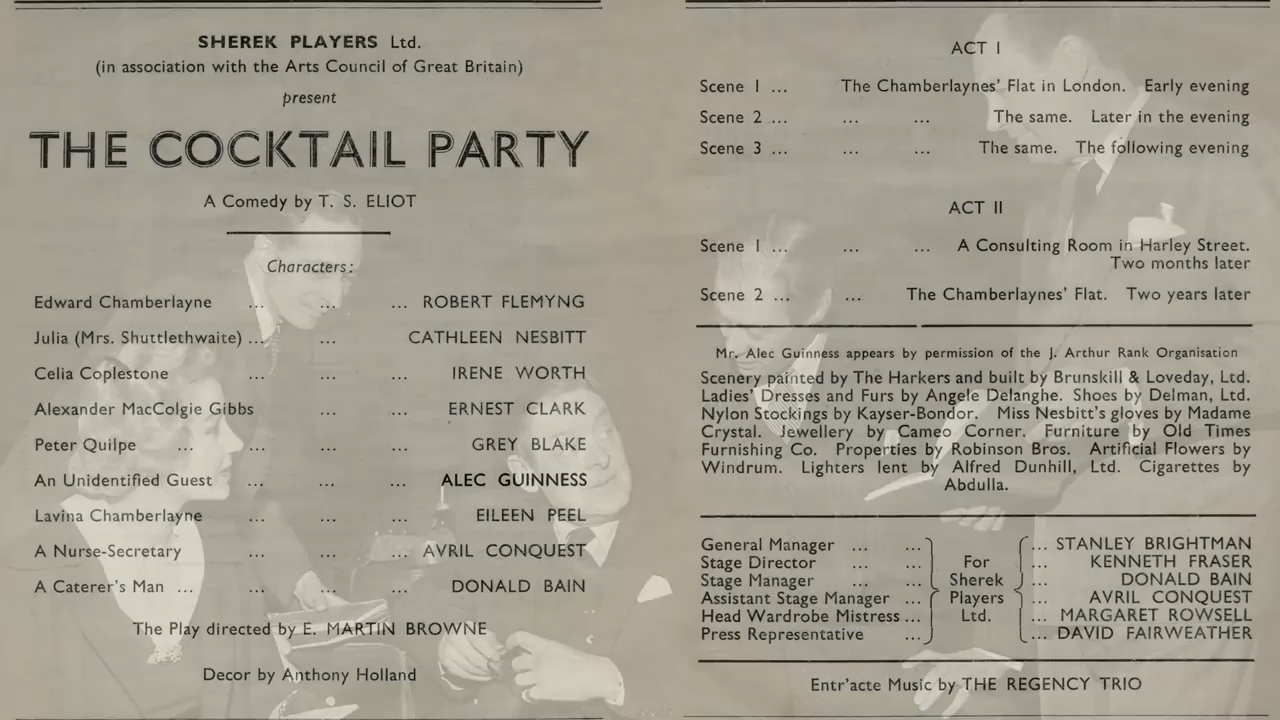 SHEREK PLAYERS Ltd.
(in association with the Arts Council of Great Britain)
present
THE COCKTAIL PARTY
A Comedy by T. S. ELIOT
Characters:
Edward Chamberlayne ... ... ... ROBERT FLEMYNG
Julia (Mrs. Shuttlethwaite) ... ... CATHLEEN NESBITT
Celia Coplestone ... ... ... IRENE WORTH
Alexander MacColgie Gibbs ... ... ERNEST CLARK
Peter Quilpe ... ... ... ... GREY BLAKE
An Unidentified Guest ... ... ... ALEC GUINNESS
Lavina Chamberlayne ... ... ... EILEEN PEEL
A Nurse-Secretary ... ... ... AVRIL CONQUEST
A Caterer's Man ... ... ... ... DONALD BAIN
The Play directed by E. MARTIN BROWNE
Decor by Anthony Holland
ACT I
Scene 1 ... The Chamberlaynes' Flat in London. Early evening
Scene 2 ... ... ... The same. Later in the evening
Scene 3 ... ... ... The same. The following evening
ACT II
Scene 1 ... ... ... A Consulting Room in Harley Street.
Two months later
Scene 2 ... ... The Chamberlaynes' Flat. Two years later
Mr. Alec Guinness appears by permission of the J. Arthur Rank Organisation
Scenery painted by The Harkers and built by Brunskill & Loveday, Ltd.
Ladies' Dresses and Furs by Angele Delanghe. Shoes by Delman, Ltd.
Nylon Stockings by Kayser-Bondor. Miss Nesbitt's gloves by Madame
Crystal. Jewellery by Cameo Corner. Furniture by Old Times
Furnishing Co. Properties by Robinson Bros. Artificial Flowers by
Windrum. Lighters lent by Alfred Dunhill, Ltd. Cigarettes by
Abdulla.
General Manager ... ... ... STANLEY BRIGHTMAN
Stage Director ... ... For ... KENNETH FRASER
Stage Manager ... ... Sherek ... DONALD BAIN
Assistant Stage Manager ... Players ... AVRIL CONQUEST
Head Wardrobe Mistress ... Ltd. ... MARGARET ROWSELL
Press Representative ... ... DAVID FAIRWEATHER
Entr'acte Music by THE REGENCY TRIO